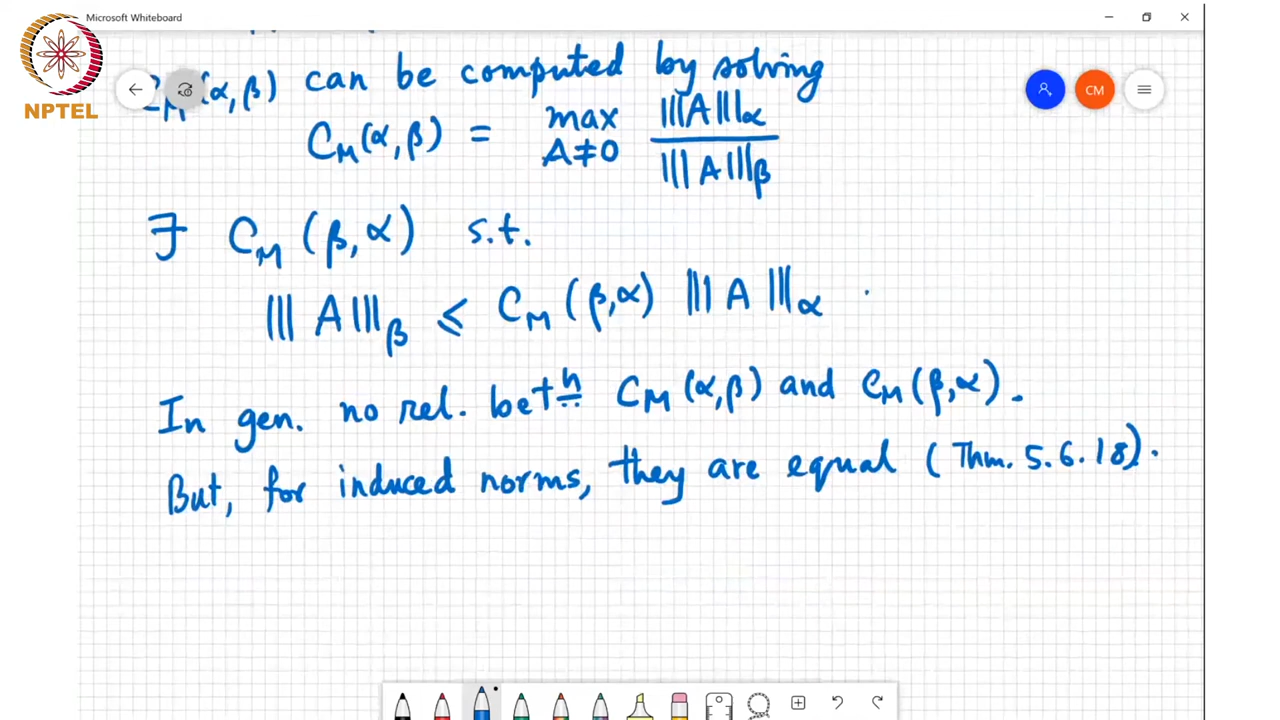 Microsoft Whiteboard
NPTEL
CM
C_M(α,β) can be computed by solving
C_M(α,β) = max_{A≠0} |||A|||_α / |||A|||_β
∃ C_M(β,α) s.t.
|||A|||_β ≤ C_M(β,α) |||A|||_α .
In gen. no rel. betn C_M(α,β) and C_M(β,α).
But, for induced norms, they are equal (Thm. 5.6.18).